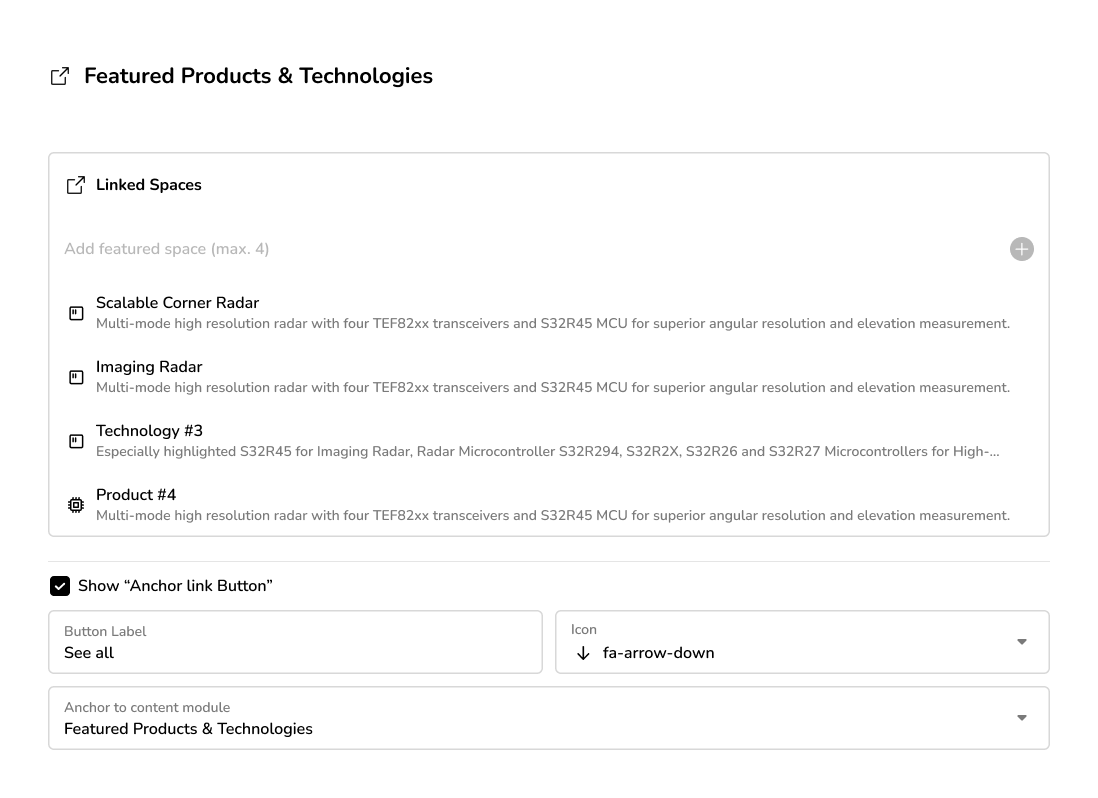 Featured Products & Technologies
Linked Spaces
Add featured space (max. 4)
Scalable Corner Radar
Multi-mode high resolution radar with four TEF82xx transceivers and S32R45 MCU for superior angular resolution and elevation measurement.
Imaging Radar
Multi-mode high resolution radar with four TEF82xx transceivers and S32R45 MCU for superior angular resolution and elevation measurement.
Technology #3
Especially highlighted S32R45 for Imaging Radar, Radar Microcontroller S32R294, S32R2X, S32R26 and S32R27 Microcontrollers for High-...
Product #4
Multi-mode high resolution radar with four TEF82xx transceivers and S32R45 MCU for superior angular resolution and elevation measurement.
Show “Anchor link Button”
Button Label
See all
Icon
fa-arrow-down
Anchor to content module
Featured Products & Technologies